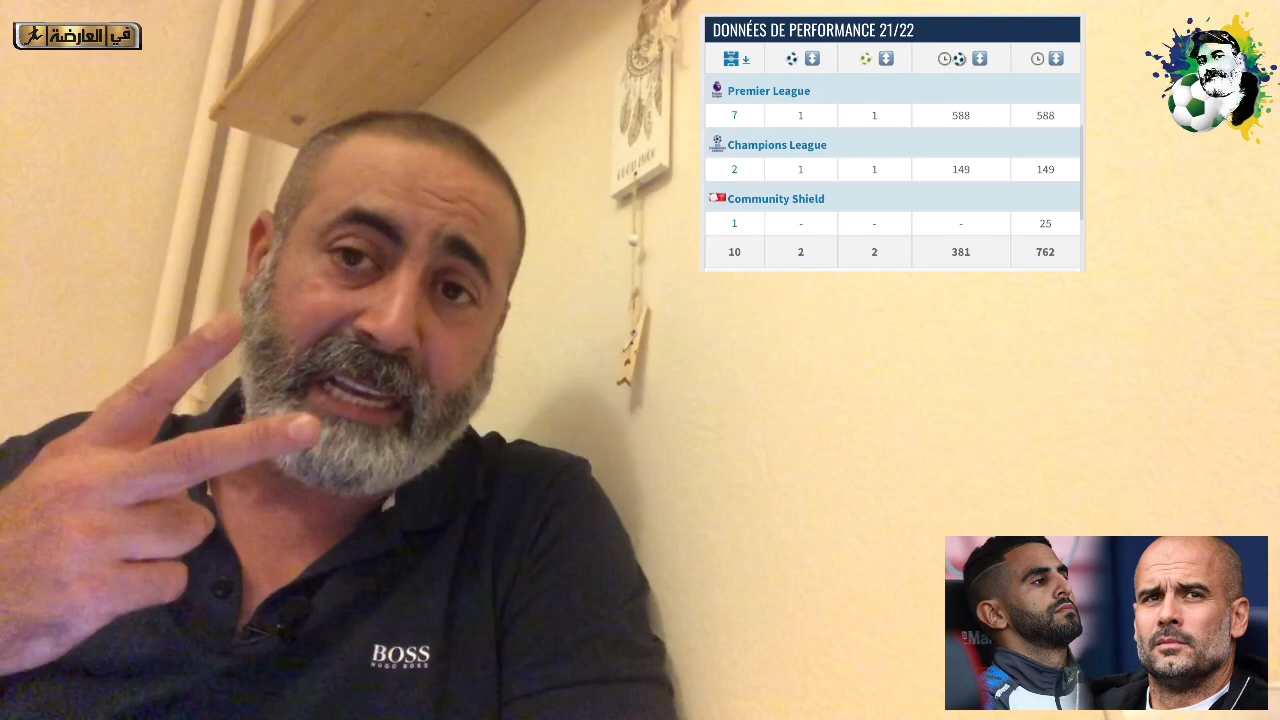 في العارضة
DONNÉES DE PERFORMANCE 21/22
Premier League
7 1 1 588 588
Champions League
2 1 1 149 149
Community Shield
1 - - - 25
10 2 2 381 762
BOSS
HUGO BOSS